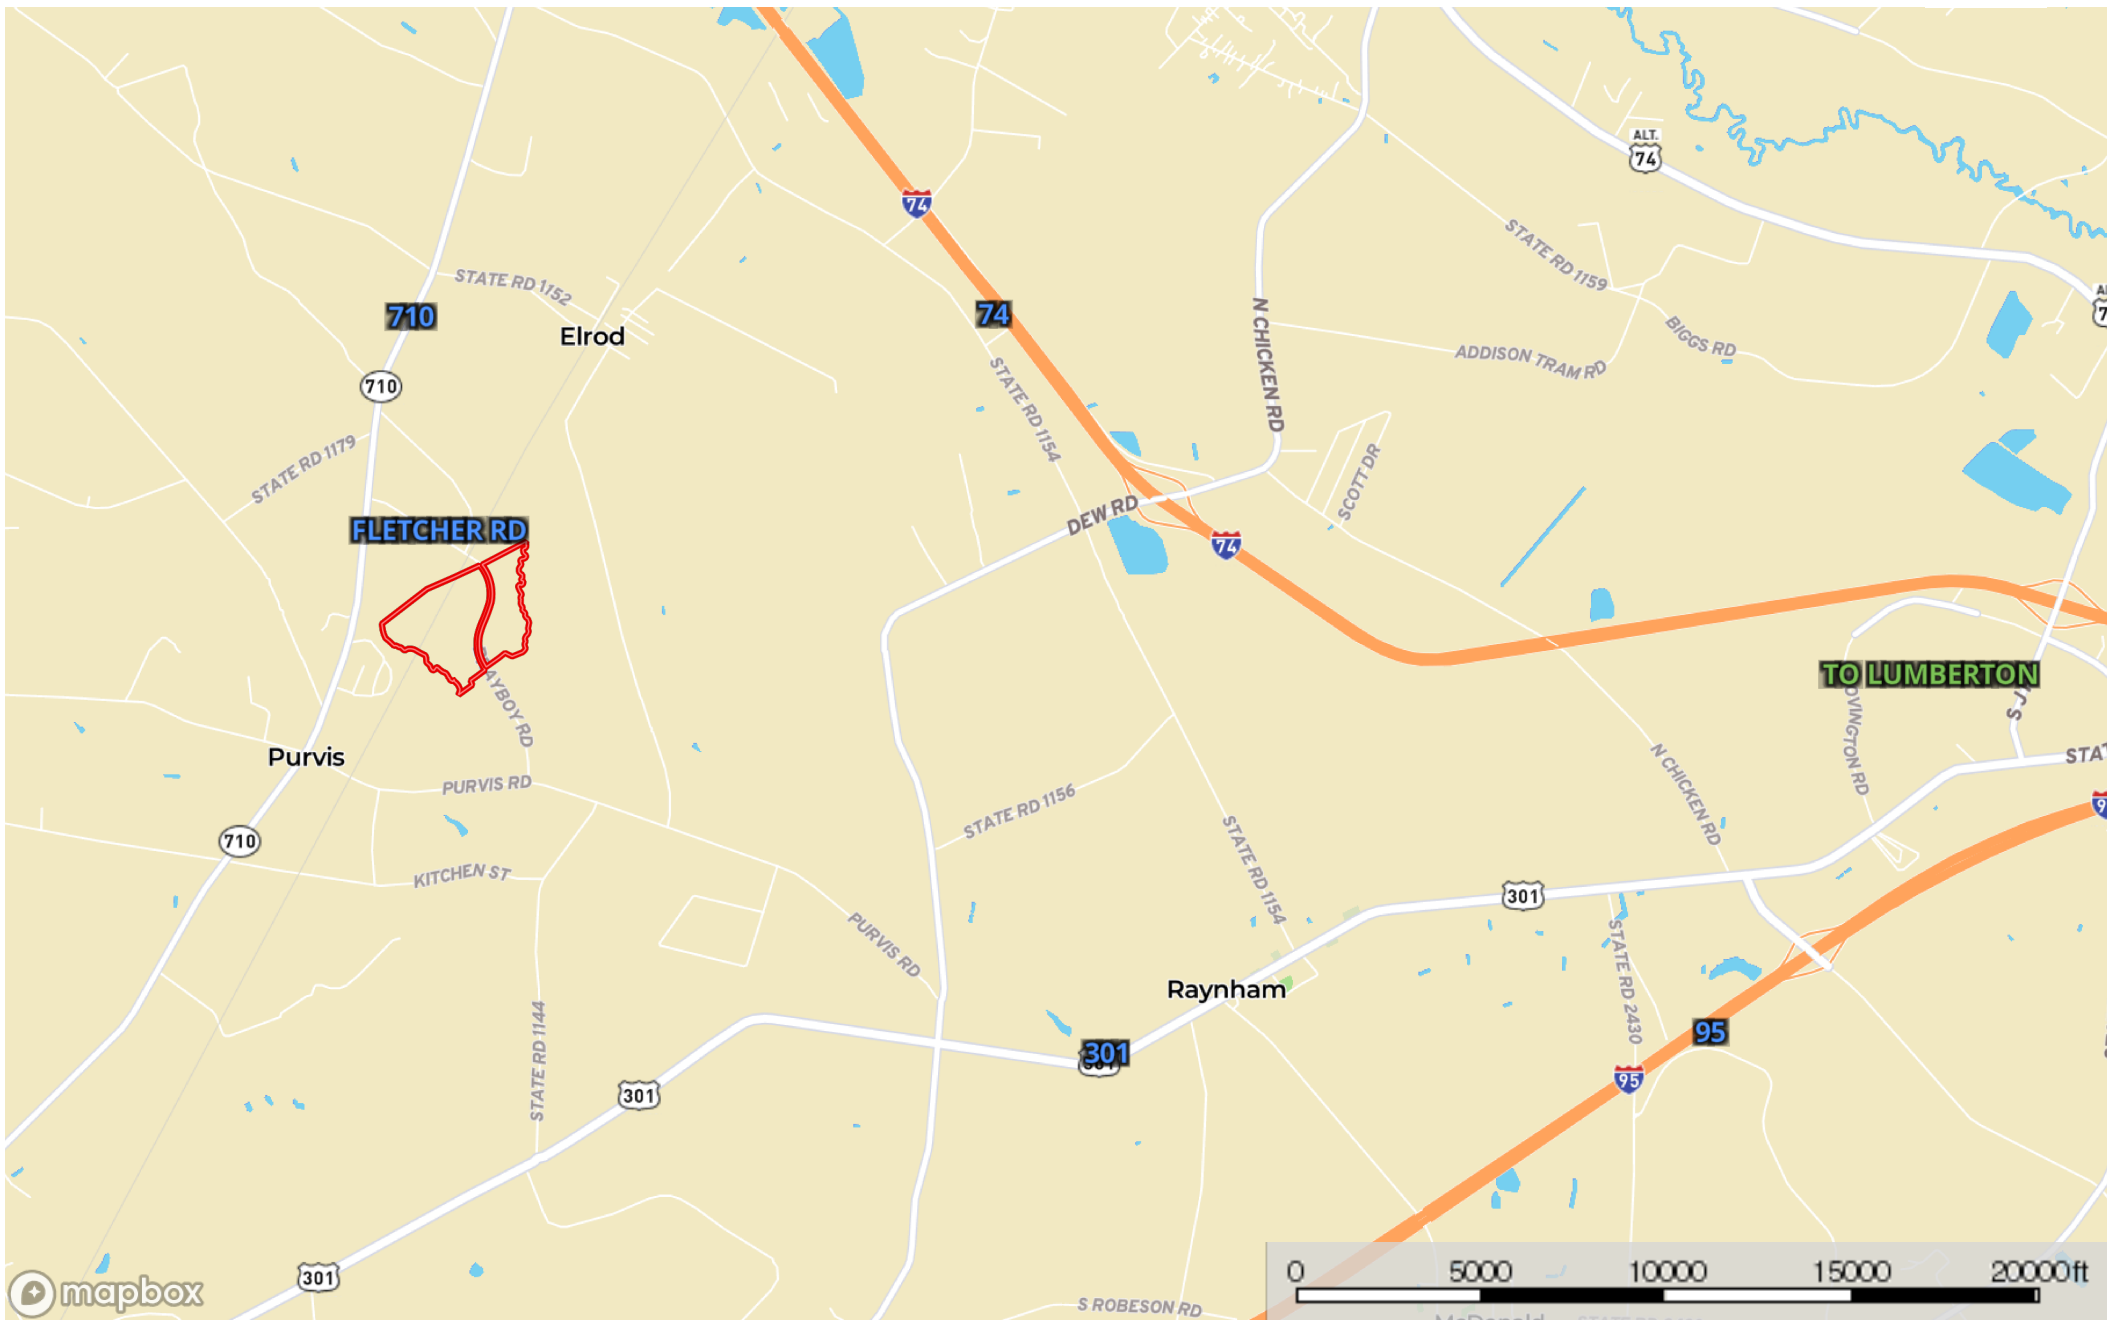 ALT.
74
74
STATE RD 1159
STATE RD 1152
710
Elrod
74
N CHICKEN RD
BIGGS RD
ADDISON TRAM RD
710
STATE RD 1154
STATE RD 1179
SCOTT DR
DEW RD
FLETCHER RD
74
TO LUMBERTON
PURVIS RD
Purvis
N CHICKEN RD
STATE RD 1156
710
KITCHEN ST
STATE RD 1154
301
PURVIS RD
STATE RD 2430
Raynham
STATE RD 1144
301
95
95
301
301
0 5000 10000 15000 20000 ft
mapbox
S ROBESON RD